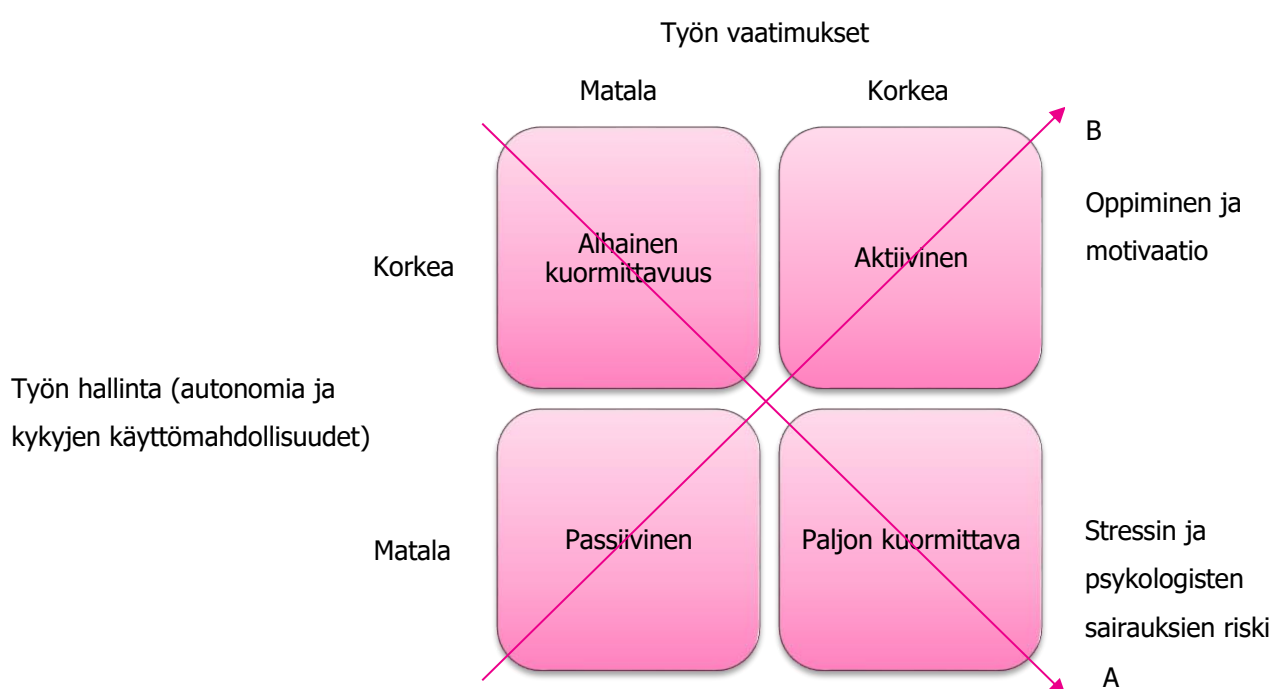 Työn vaatimukset
Matala
Korkea
B
Oppiminen ja
motivaatio
Korkea
Alhainen
kuormittavuus
Aktiivinen
Työn hallinta (autonomia ja
kykyjen käyttömahdollisuudet)
Matala
Passiivinen
Paljon kuormittava
Stressin ja
psykologisten
sairauksien riski
A